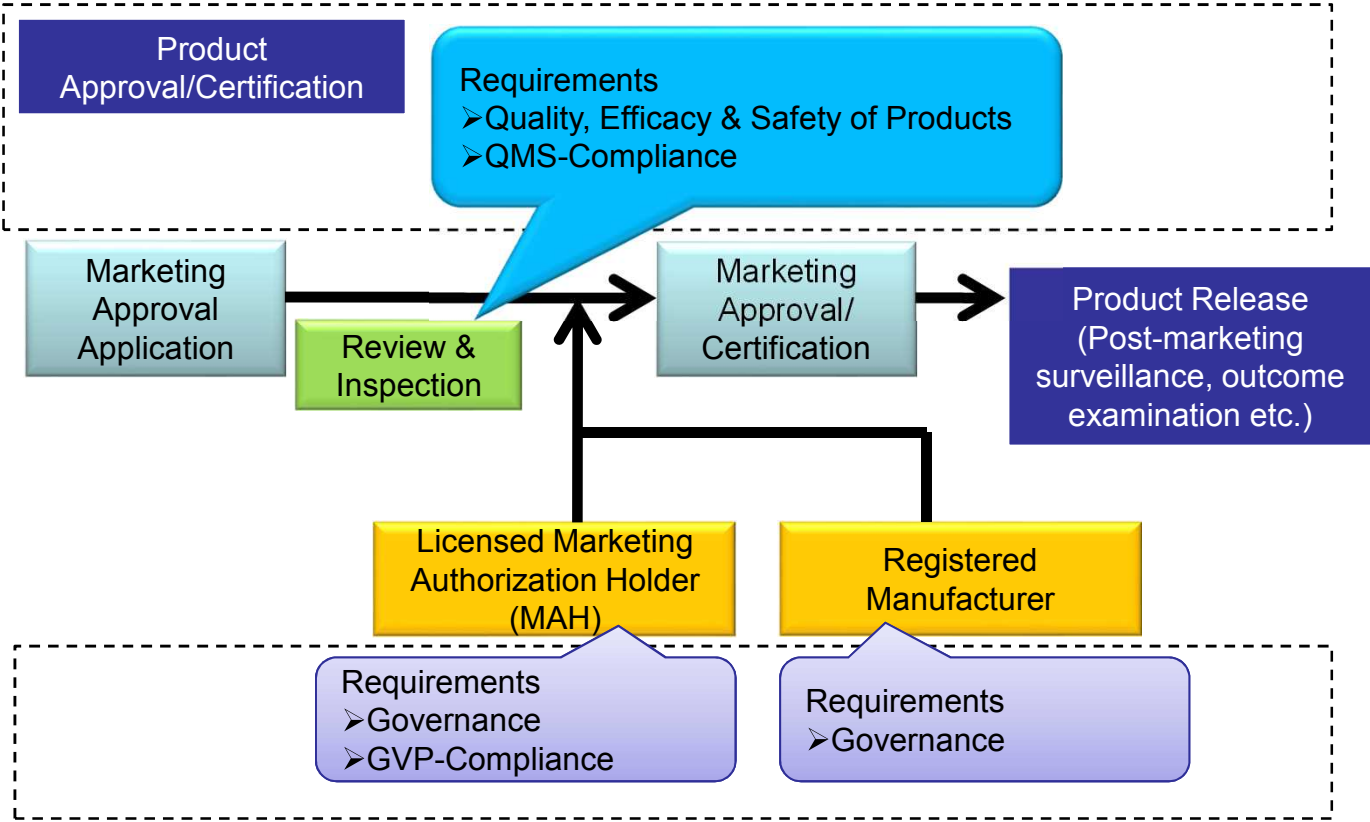 Product
Approval/Certification
Requirements
➢Quality, Efficacy & Safety of Products
➢QMS-Compliance
Marketing
Approval
Application
Review &
Inspection
Marketing
Approval/
Certification
Product Release
(Post-marketing
surveillance, outcome
examination etc.)
Licensed Marketing
Authorization Holder
(MAH)
Registered
Manufacturer
Requirements
➢Governance
➢GVP-Compliance
Requirements
➢Governance